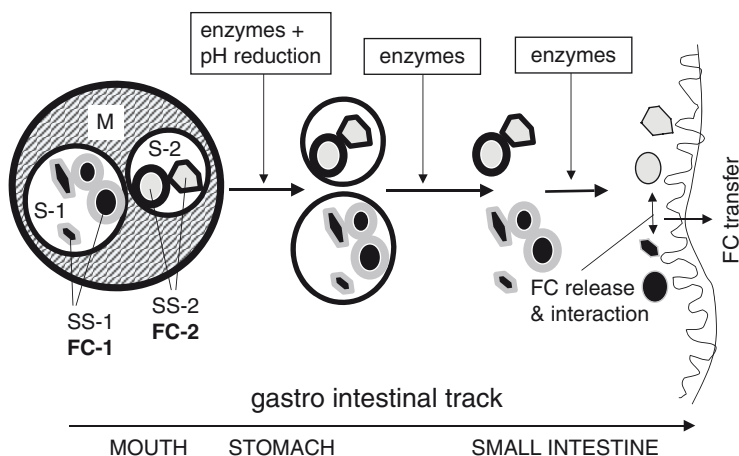 enzymes +
pH reduction
enzymes
enzymes
M
S-2
S-1
SS-1
FC-1
SS-2
FC-2
FC release
& interaction
FC transfer
gastro intestinal track
MOUTH STOMACH SMALL INTESTINE